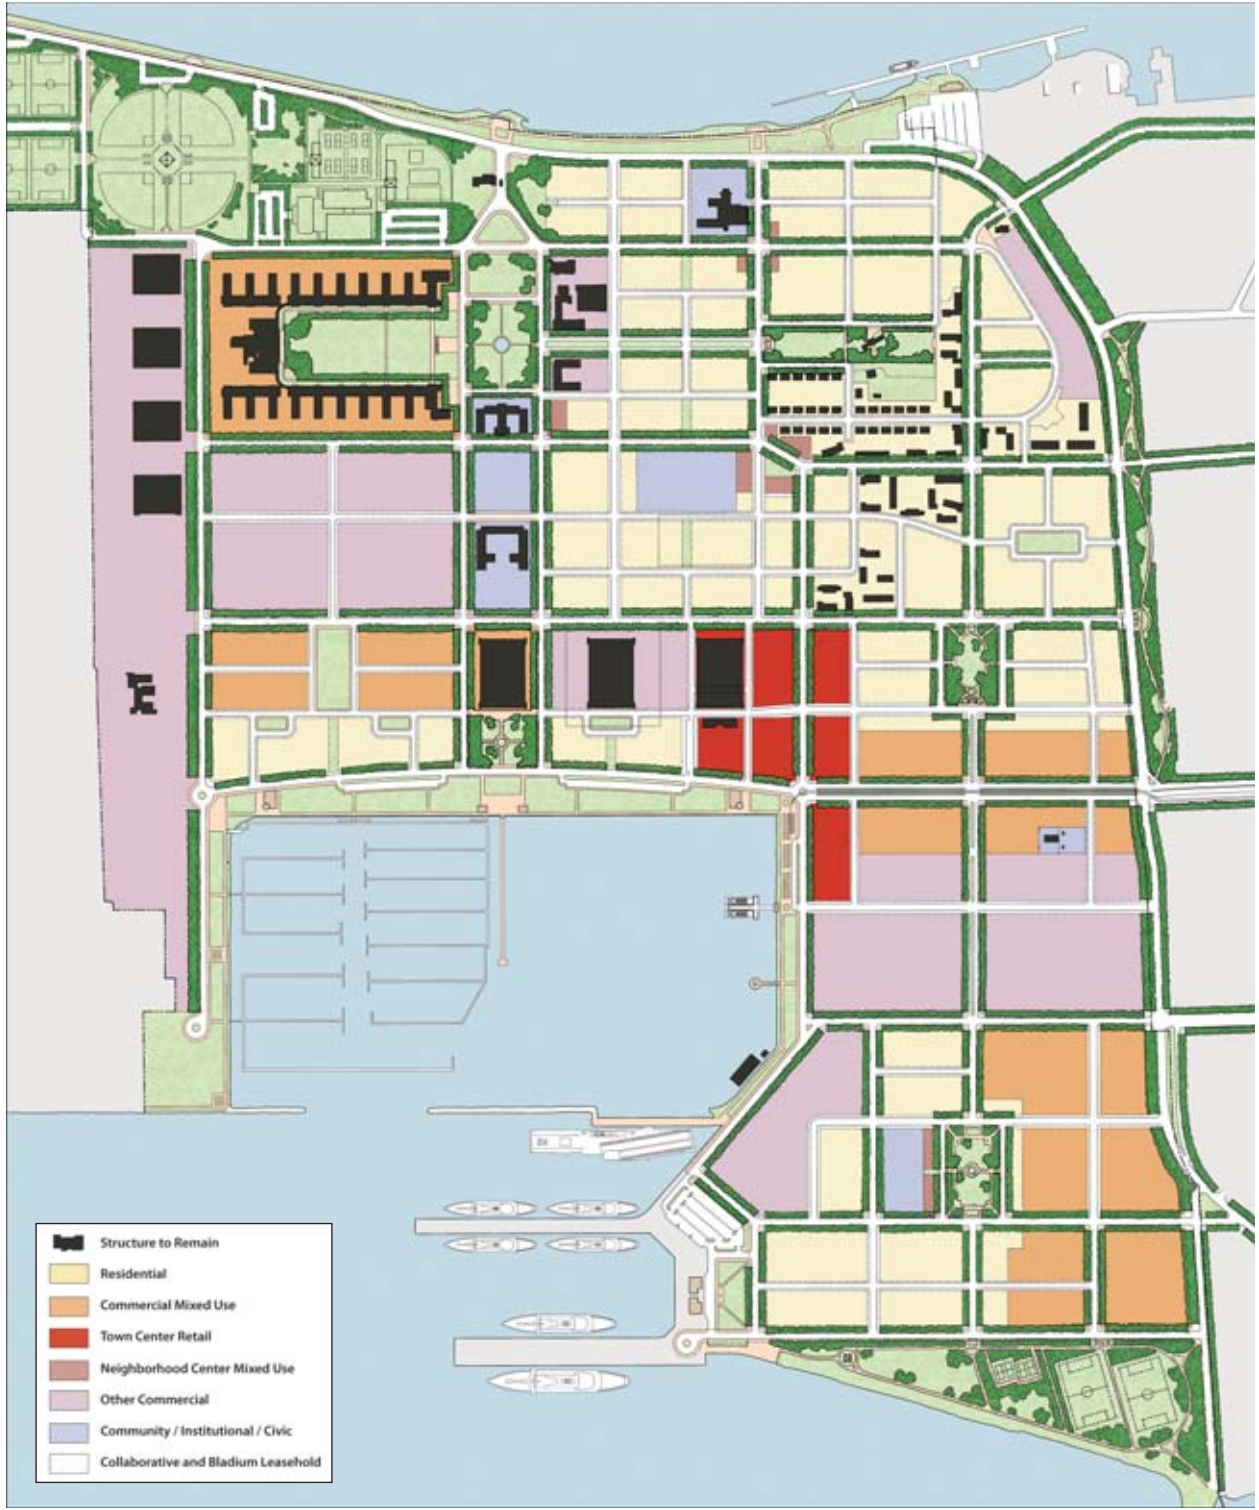 Structure to Remain
Residential
Commercial Mixed Use
Town Center Retail
Neighborhood Center Mixed Use
Other Commercial
Community / Institutional / Civic
Collaborative and Bladium Leasehold